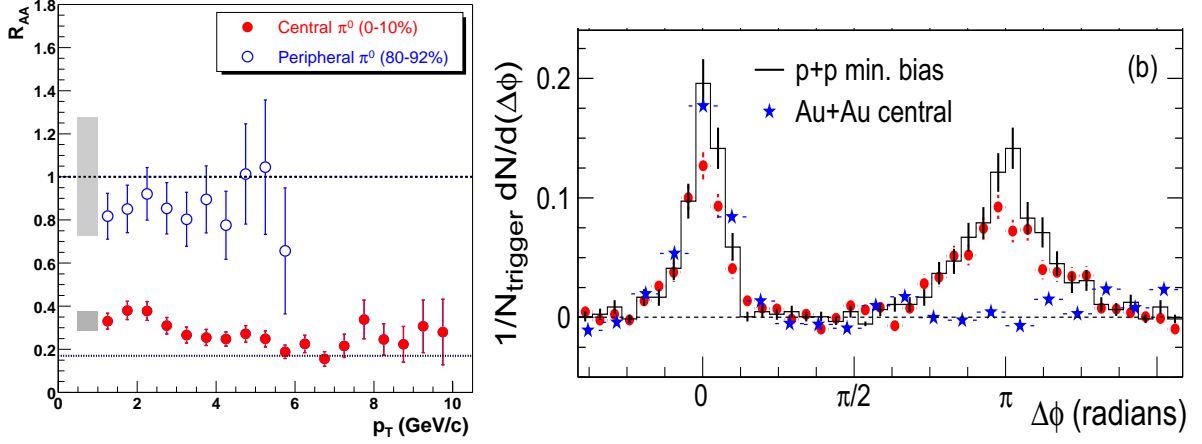 R_AA
1.8
1.6
1.4
1.2
1
0.8
0.6
0.4
0.2
0
0 2 4 6 8 10
p_T (GeV/c)
Central π⁰ (0-10%)
Peripheral π⁰ (80-92%)
1/N_trigger dN/d(Δϕ)
0.2
0.1
0
(b)
p+p min. bias
Au+Au central
0 π/2 π Δϕ (radians)